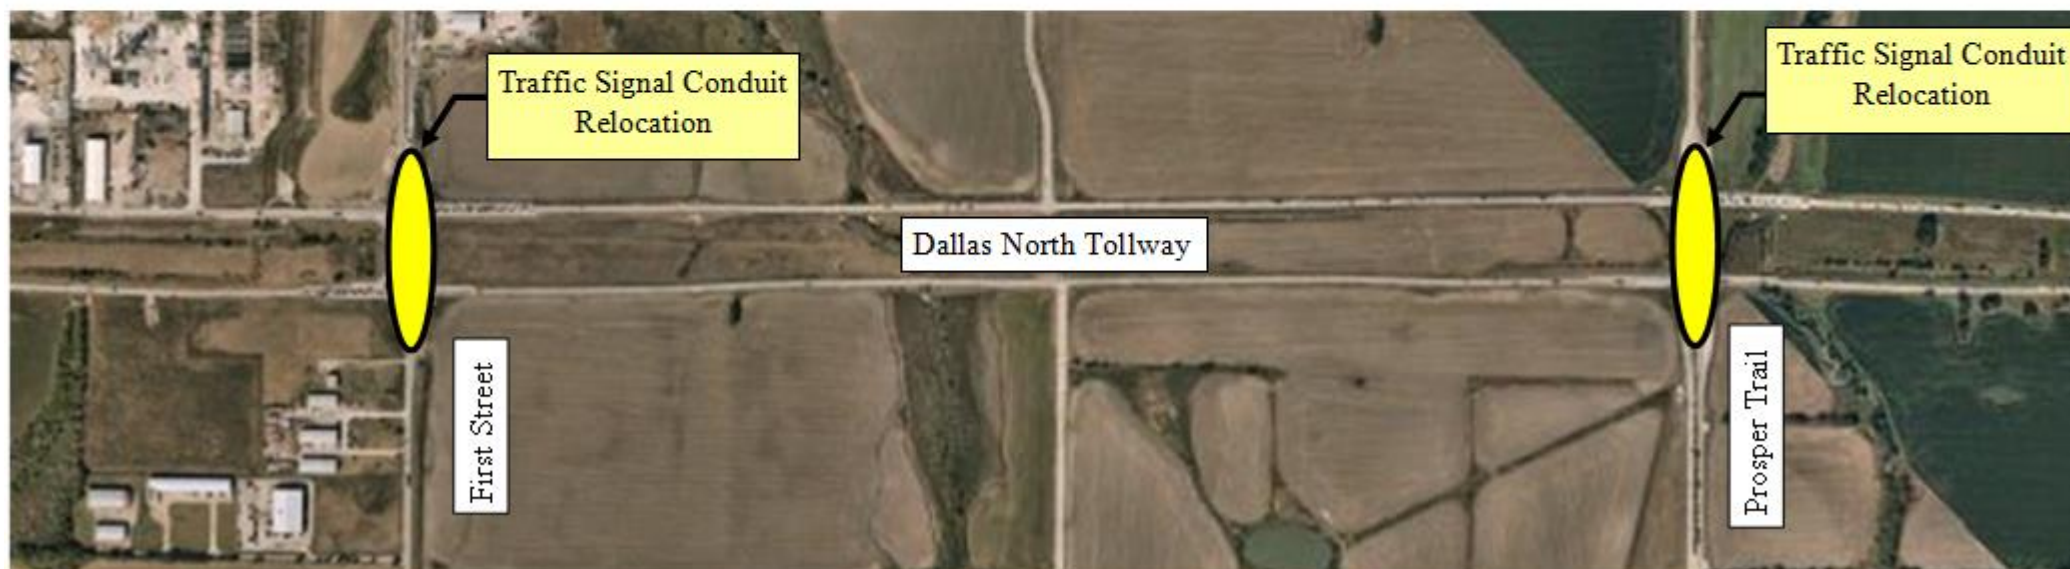 Traffic Signal Conduit
Relocation
Traffic Signal Conduit
Relocation
Dallas North Tollway
First Street
Prosper Trail